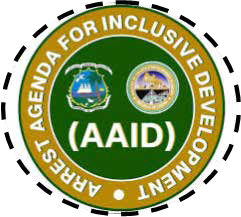 ARREST AGENDA FOR INCLUSIVE DEVELOPMENT
(AAID)